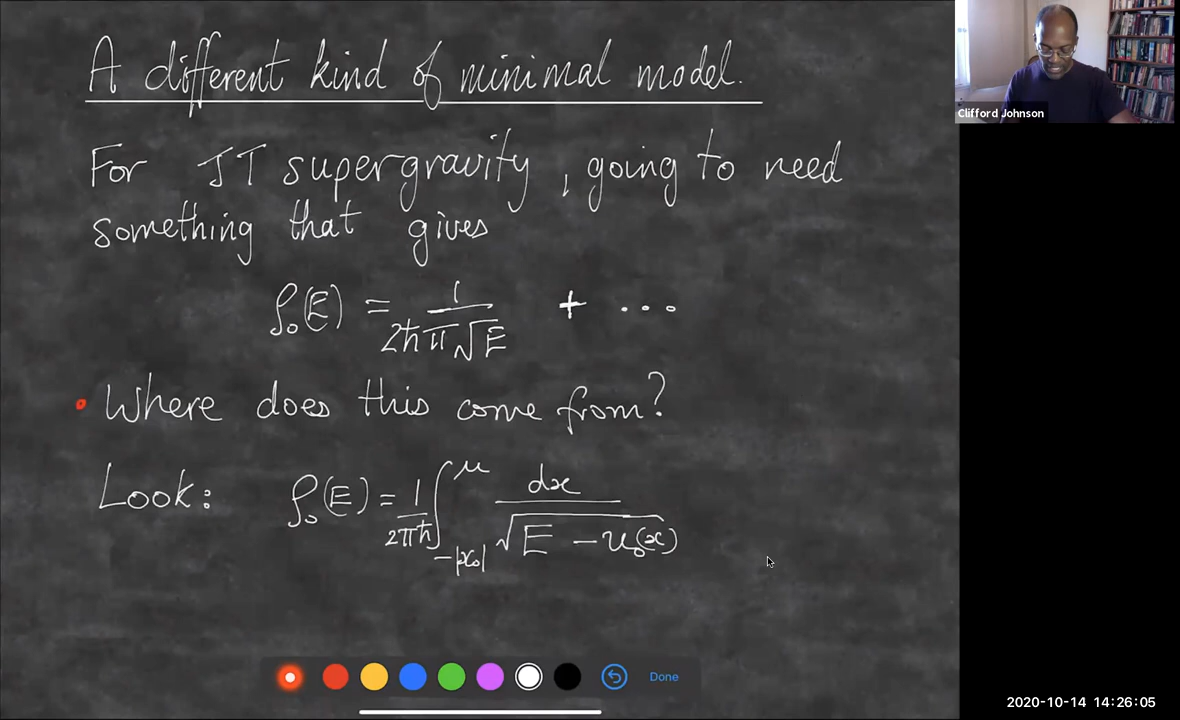 A different kind of minimal model.
For JT supergravity, going to need
something that gives
ρ₀(E) = 1/(2ħπ√E) + ...
• Where does this come from?
Look: ρ₀(E) = 1/(2πħ) ∫_{-|x₀|}^{μ} dx/√(E - u₀(x))
Done
Clifford Johnson
2020-10-14 14:26:05